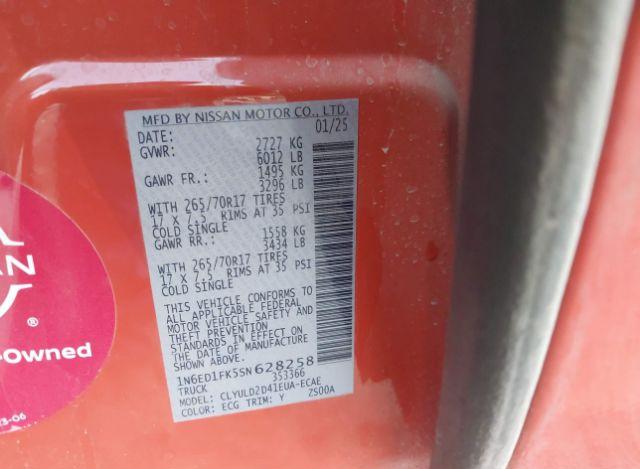 MFD BY NISSAN MOTOR CO., LTD.
DATE: 01/25
GVWR: 2727 KG
6012 LB
GAWR FR.: 1495 KG
3296 LB
WITH 265/70R17 TIRES
17 X 7.5 RIMS AT 35 PSI
COLD SINGLE
GAWR RR.: 1558 KG
3434 LB
WITH 265/70R17 TIRES
17 X 7.5 RIMS AT 35 PSI
COLD SINGLE
THIS VEHICLE CONFORMS TO
ALL APPLICABLE FEDERAL
MOTOR VEHICLE SAFETY AND
THEFT PREVENTION
STANDARDS IN EFFECT ON
THE DATE OF MANUFACTURE
SHOWN ABOVE.
1N6ED1FK5SN628258
TRUCK 353366
MODEL: CLYULD2D41EUA-ECAE
COLOR: ECG TRIM: Y ZS00A
AN
®
-Owned
3-06